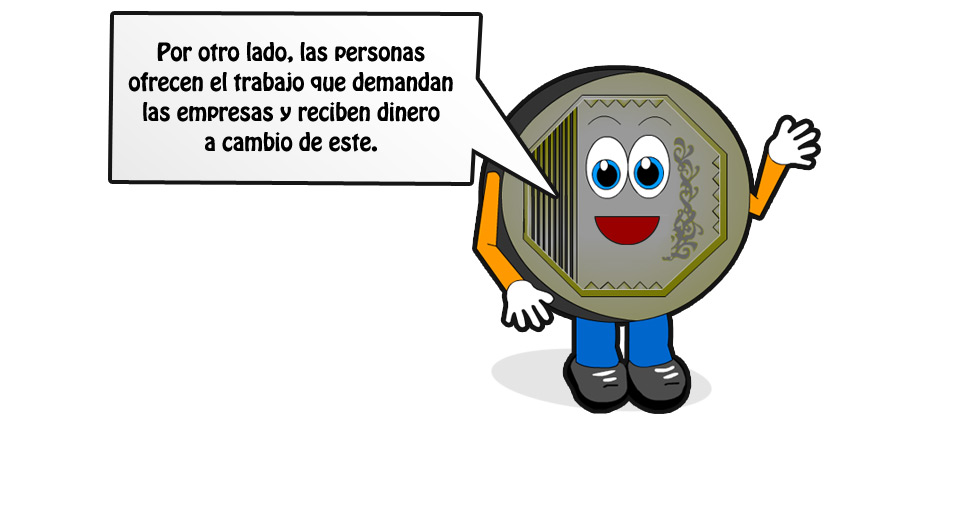 Por otro lado, las personas
ofrecen el trabajo que demandan
las empresas y reciben dinero
a cambio de este.